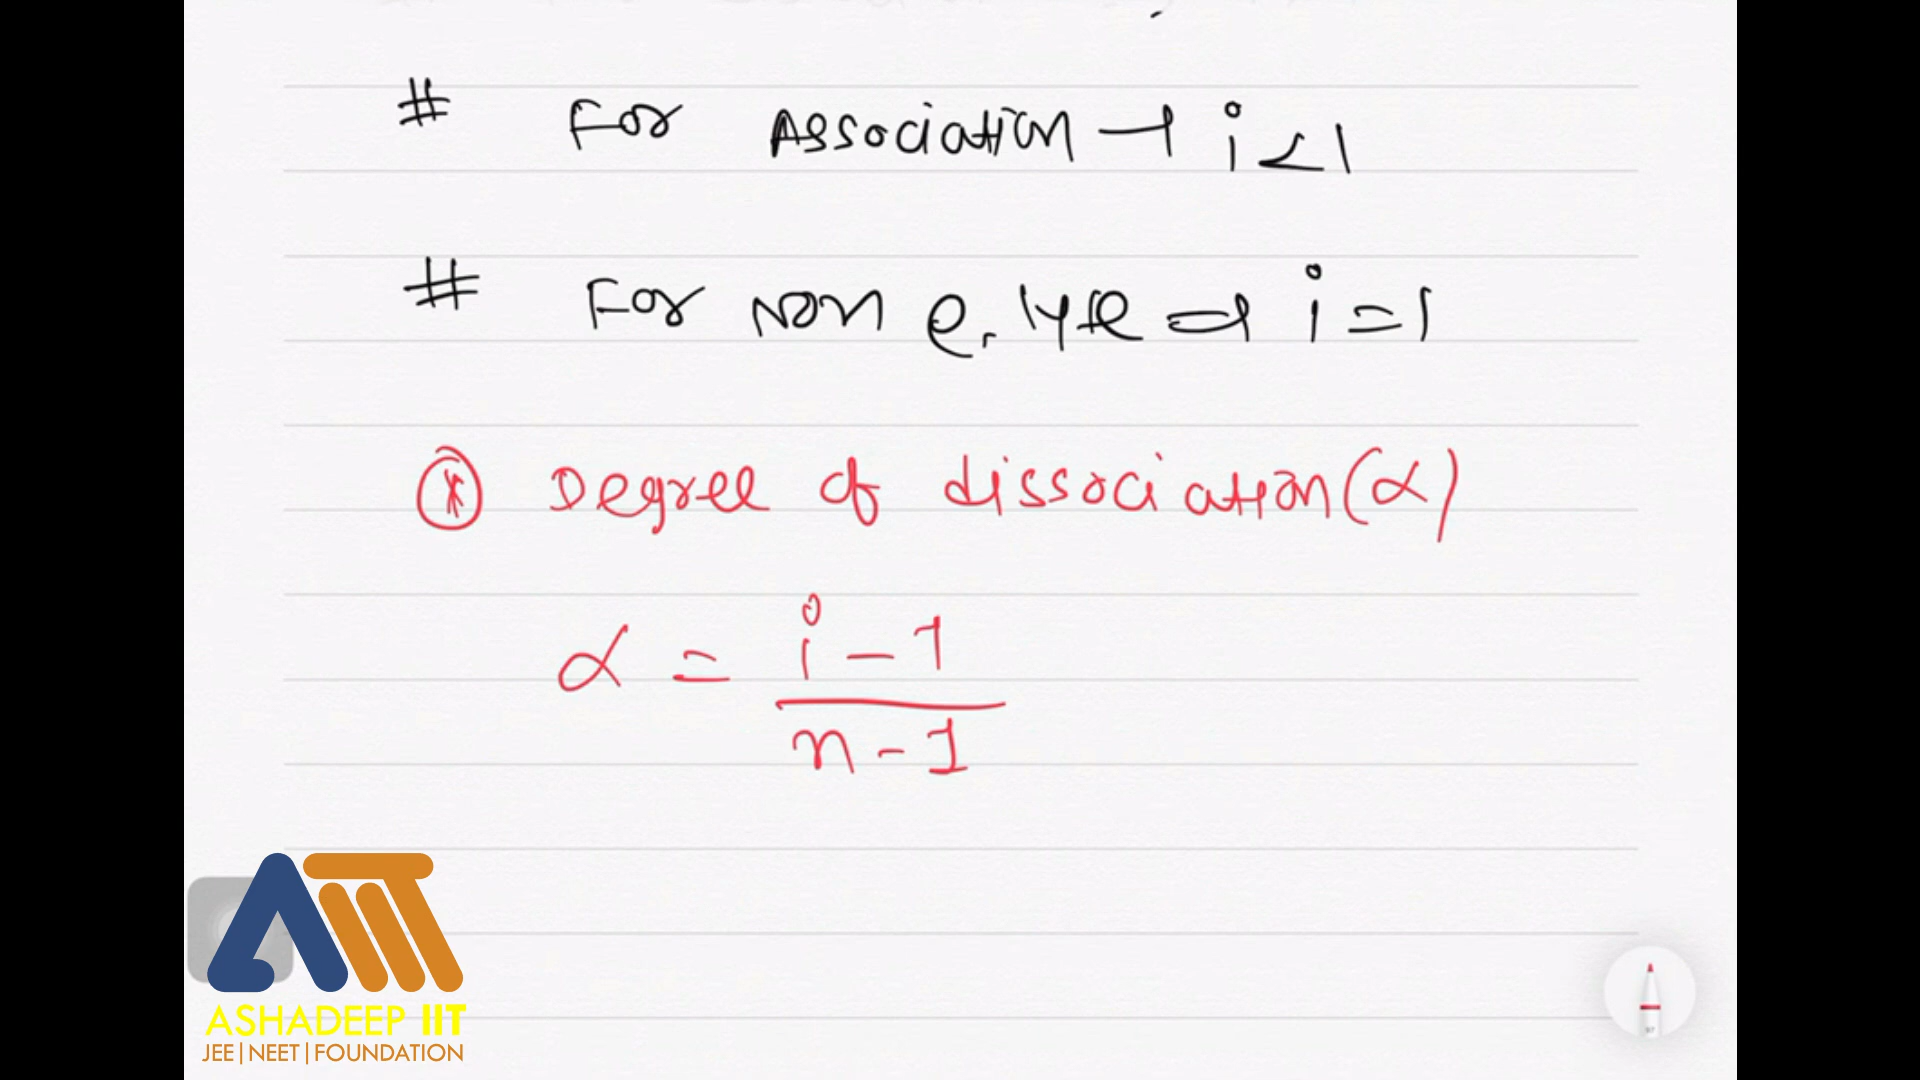 # For Association → i < 1
# For Non e.lyte ⇒ i = 1
* Degree of dissociation (α)
α = i - 1
n - 1
ASHADEEP IIT
JEE | NEET | FOUNDATION